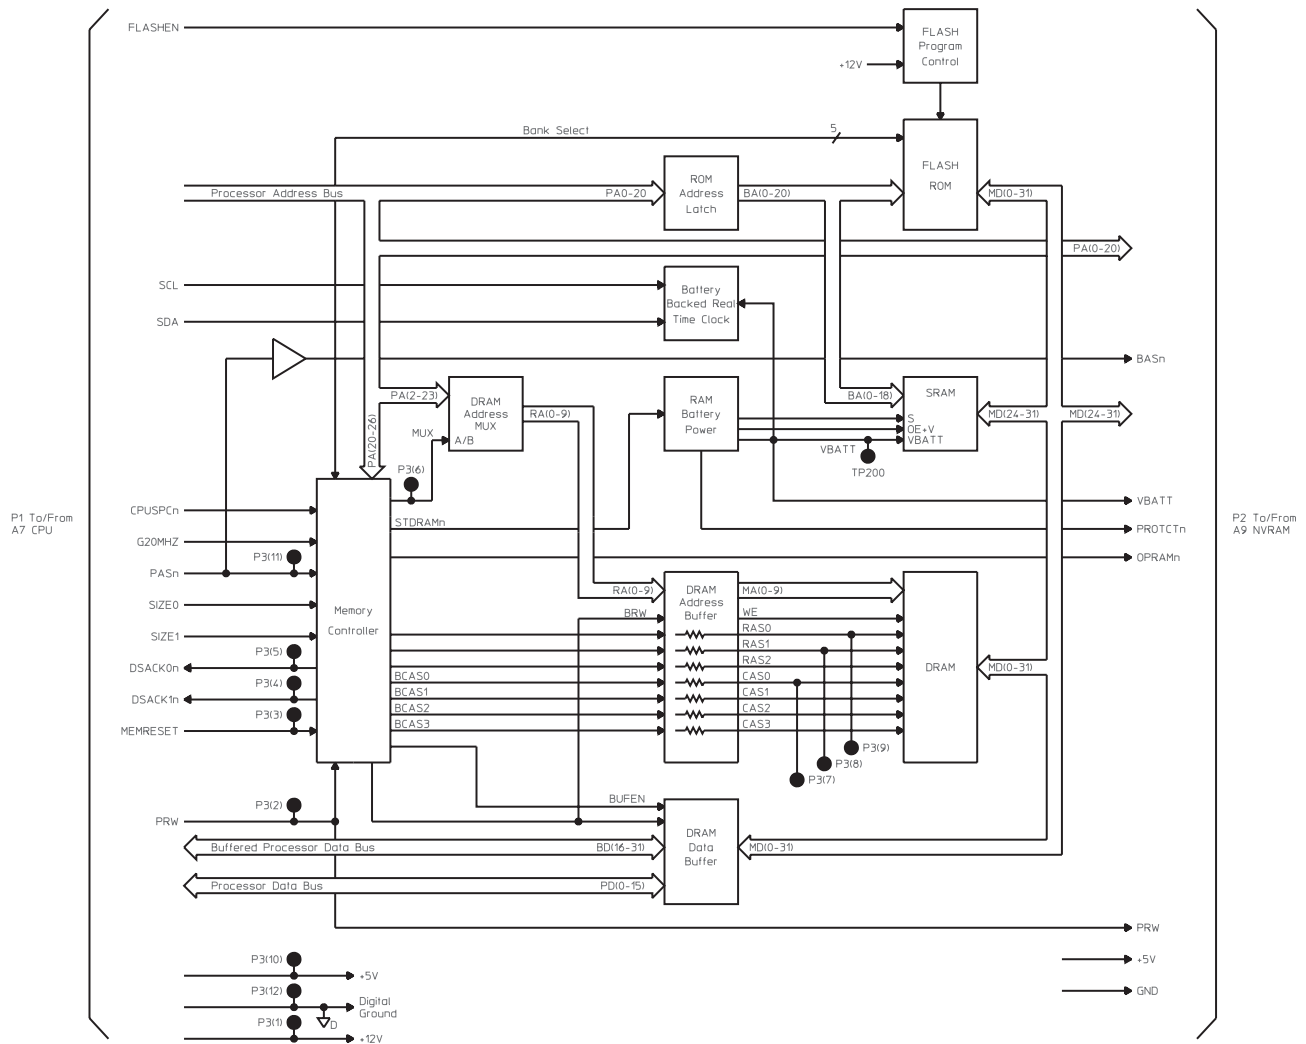 FLASHEN
FLASH
Program
Control
+12V
Bank Select
5
FLASH
ROM
Processor Address Bus
PA0-20
ROM
Address
Latch
BA(0-20)
MD(0-31)
PA(0-20)
SCL
SDA
Battery
Backed Real
Time Clock
BASn
PA(2-23)
DRAM
Address
MUX
A/B
MUX
RA(0-9)
RAM
Battery
Power
BA(0-18)
SRAM
S
OE+V
VBATT
MD(24-31)
MD(24-31)
PA(20-26)
P3(6)
VBATT
TP200
VBATT
PROTCTn
OPRAMn
P1 To/From
A7 CPU
P2 To/From
A9 NVRAM
CPUSPCn
G20MHZ
P3(11)
PASn
SIZE0
SIZE1
P3(5)
DSACK0n
P3(4)
DSACK1n
P3(3)
MEMRESET
Memory
Controller
STDRAMn
RA(0-9)
BRW
DRAM
Address
Buffer
MA(0-9)
WE
RAS0
RAS1
RAS2
CAS0
CAS1
CAS2
CAS3
BCAS0
BCAS1
BCAS2
BCAS3
DRAM
MD(0-31)
P3(9)
P3(8)
P3(7)
P3(2)
PRW
BUFEN
DRAM
Data
Buffer
Buffered Processor Data Bus
BD(16-31)
MD(0-31)
Processor Data Bus
PD(0-15)
PRW
P3(10)
+5V
+5V
P3(12)
Digital
Ground
GND
P3(1)
D
+12V